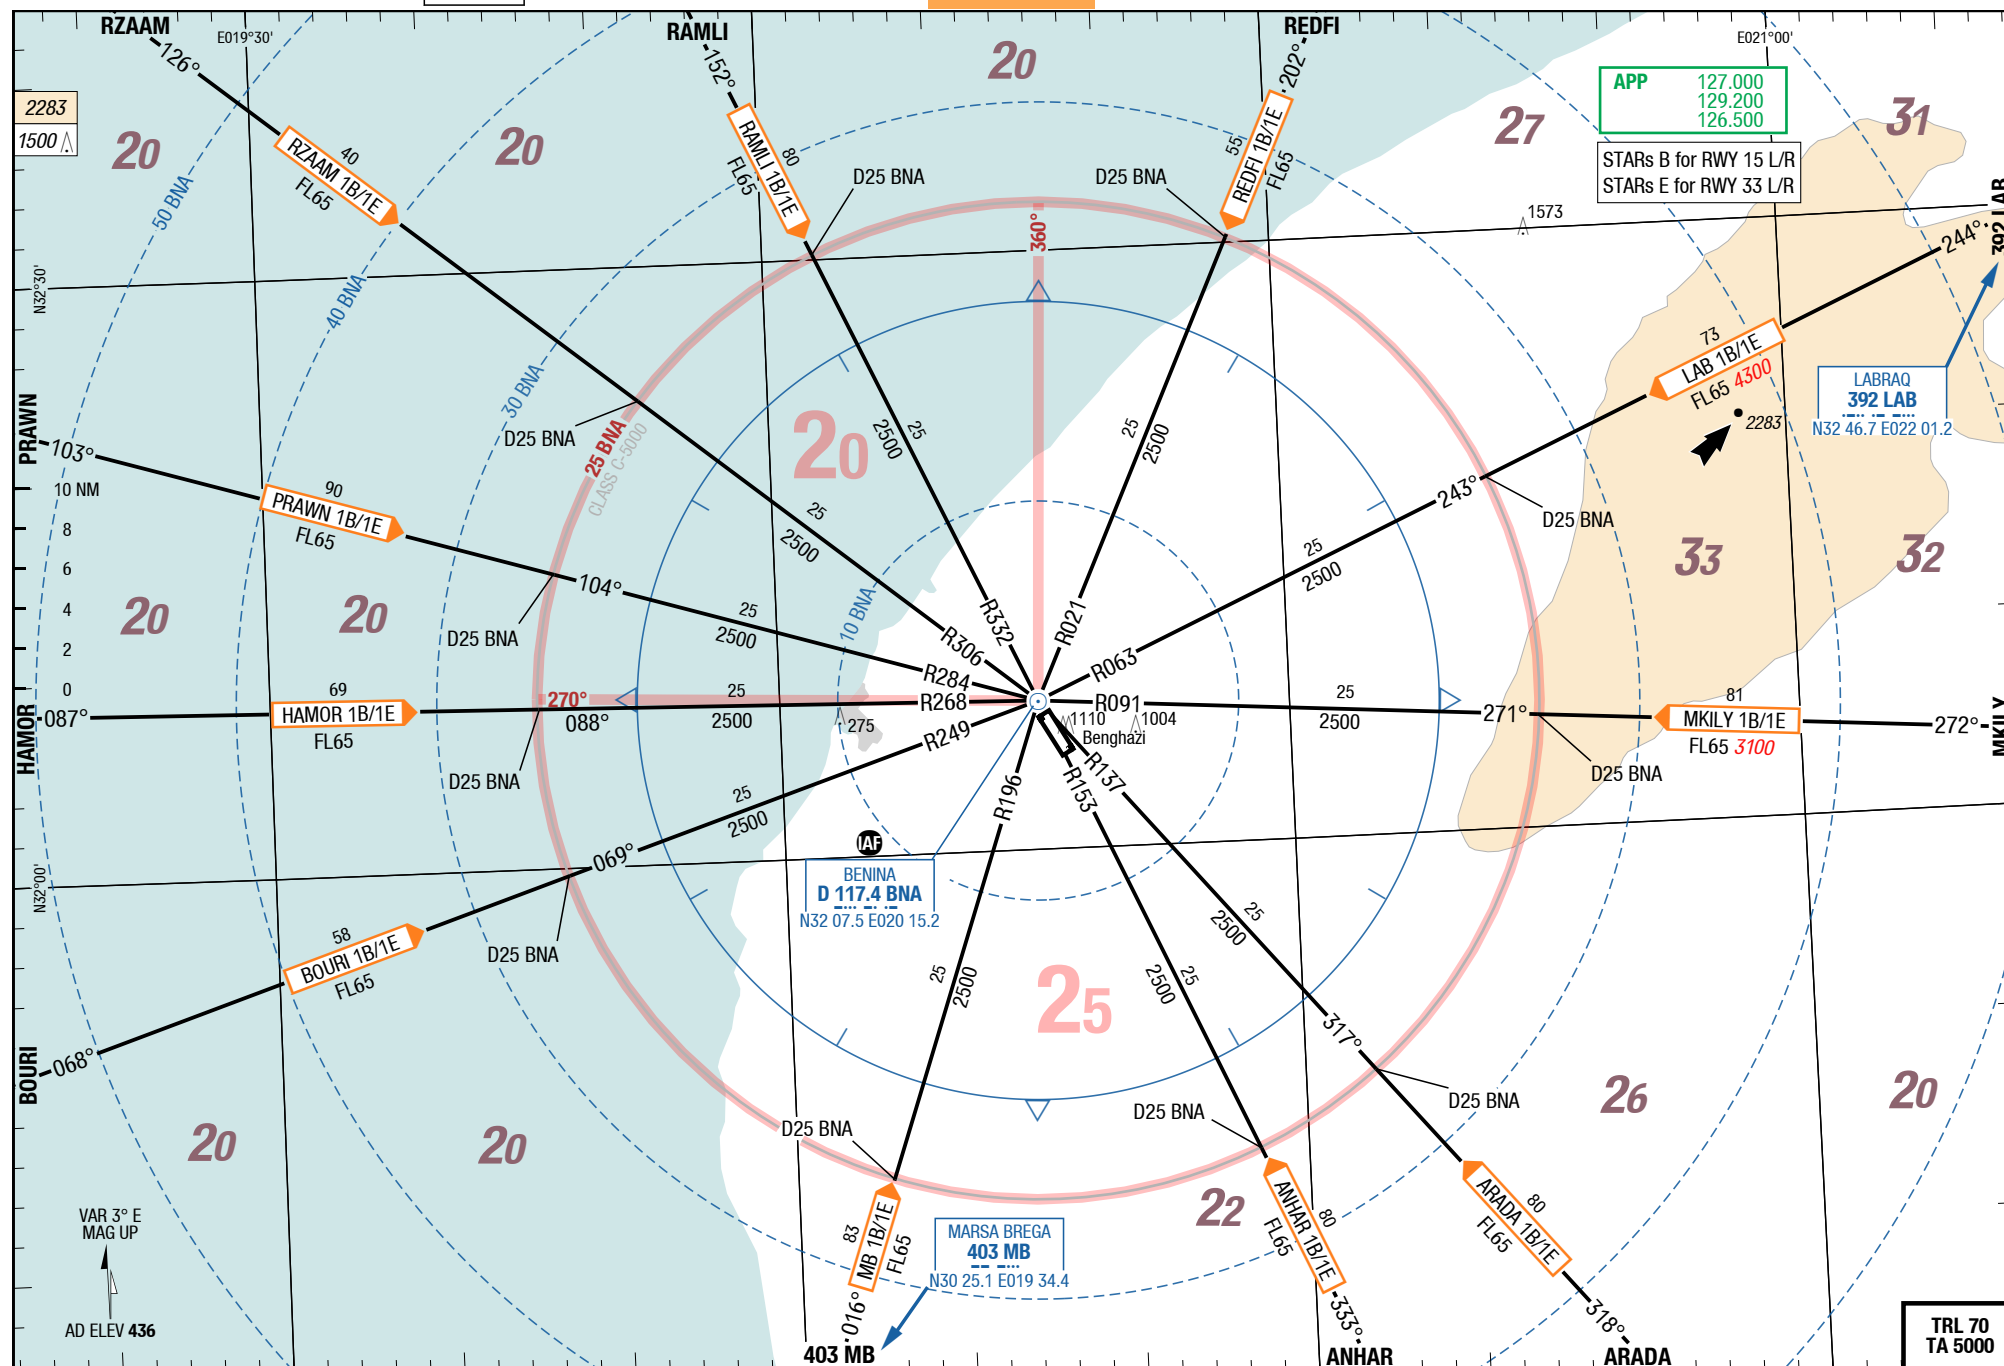 RZAAM
RAMLI
REDFI
E019°30'
E021°00'
126°
152°
202°
20
APP 127.000
129.200
126.500
31
27
2283
1500
20
20
STARs B for RWY 15 L/R
STARs E for RWY 33 L/R
40
RZAAM 1B/1E
FL65
80
RAMLI 1B/1E
FL65
55
REDFI 1B/1E
FL65
D25 BNA
D25 BNA
50 BNA
360°
1573
392 LAB
244°
N32°30'
40 BNA
73
LAB 1B/1E
FL65 4300
LABRAQ
392 LAB
N32 46.7 E022 01.2
2283
30 BNA
D25 BNA
25 BNA
CLASS C-5000
20
25
2500
25
2500
PRAWN
103°
10 NM
8
6
4
2
0
90
PRAWN 1B/1E
FL65
25
2500
243°
D25 BNA
25
2500
33
32
104°
25
2500
10 BNA
D25 BNA
20
20
R332
R021
R306
R063
R284
R268
R091
R249
R196
R153
R137
69
HAMOR 1B/1E
FL65
HAMOR
087°
270°
088°
25
2500
275
1110
1004
Benghazi
25
2500
271°
81
MKILY 1B/1E
FL65 3100
272°
MKILY
D25 BNA
D25 BNA
25
2500
069°
IAF
BENINA
D 117.4 BNA
N32 07.5 E020 15.2
N32°00'
58
BOURI 1B/1E
FL65
D25 BNA
BOURI
068°
25
2500
25
25
2500
25
2500
317°
D25 BNA
D25 BNA
D25 BNA
26
20
20
20
22
83
MB 1B/1E
FL65
016°
403 MB
MARSA BREGA
403 MB
N30 25.1 E019 34.4
80
ANHAR 1B/1E
FL65
333°
ANHAR
80
ARADA 1B/1E
FL65
318°
ARADA
VAR 3° E
MAG UP
AD ELEV 436
TRL 70
TA 5000